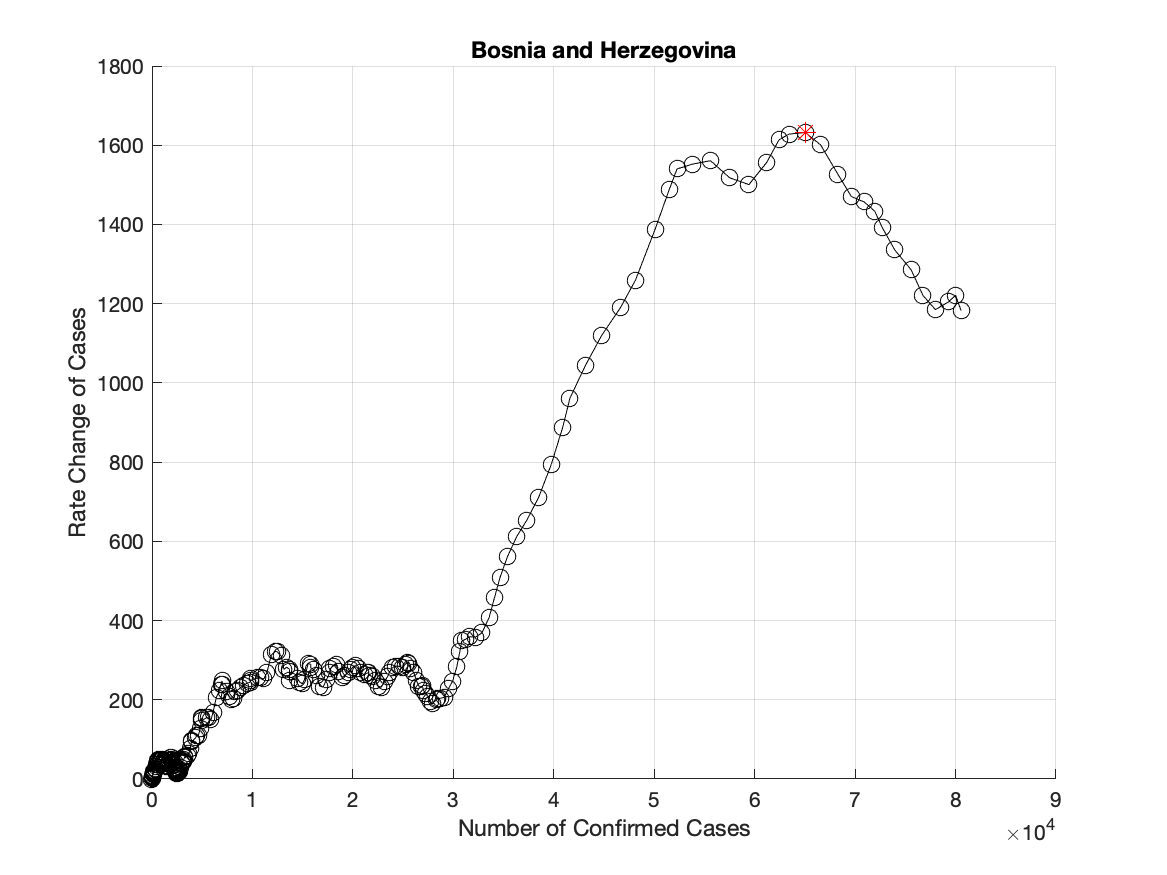 Bosnia and Herzegovina
1800
1600
1400
1200
1000
800
600
400
200
0
Rate Change of Cases
0 1 2 3 4 5 6 7 8 9
Number of Confirmed Cases
×10^4